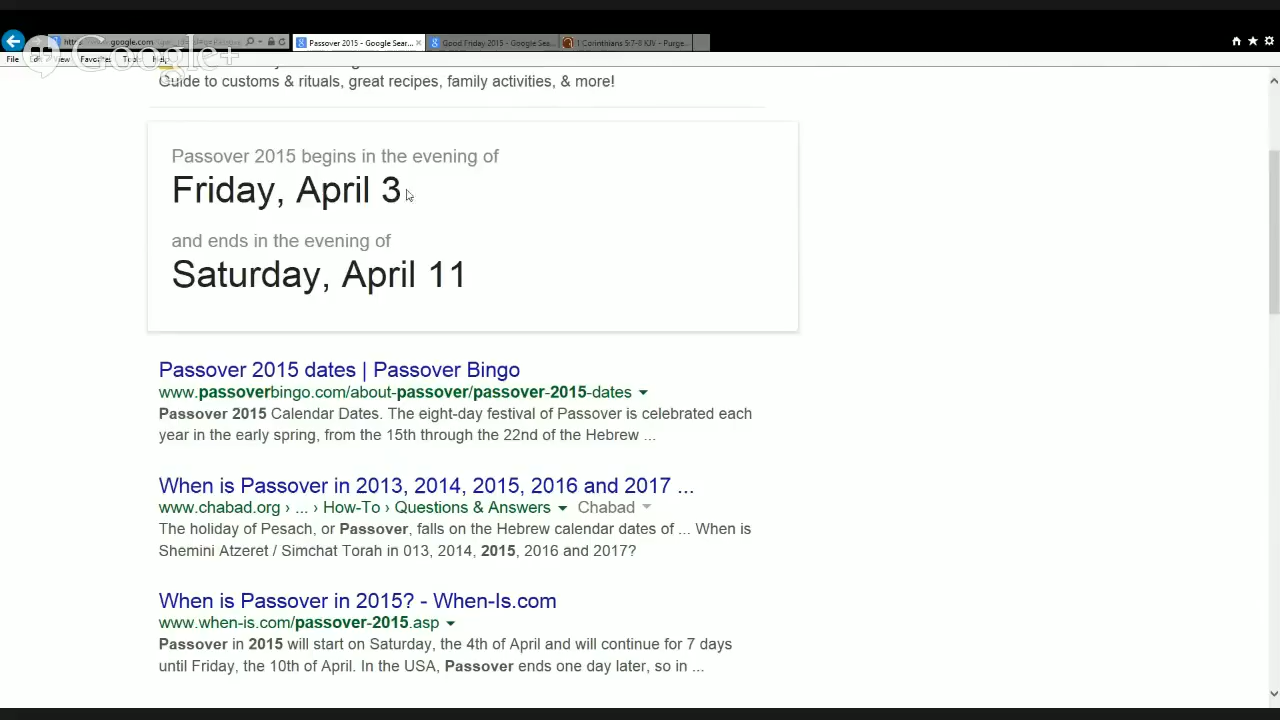 Google+
Passover 2015 - Google Sear...
Good Friday 2015 - Google Sea...
1 Corinthians 5:7-8 KJV - Purge...
File Edit View Favorites Tools Help
Guide to customs & rituals, great recipes, family activities, & more!
Passover 2015 begins in the evening of
Friday, April 3
and ends in the evening of
Saturday, April 11
Passover 2015 dates | Passover Bingo
www.passoverbingo.com/about-passover/passover-2015-dates
Passover 2015 Calendar Dates. The eight-day festival of Passover is celebrated each
year in the early spring, from the 15th through the 22nd of the Hebrew ...
When is Passover in 2013, 2014, 2015, 2016 and 2017 ...
www.chabad.org › ... › How-To › Questions & Answers Chabad
The holiday of Pesach, or Passover, falls on the Hebrew calendar dates of ... When is
Shemini Atzeret / Simchat Torah in 013, 2014, 2015, 2016 and 2017?
When is Passover in 2015? - When-Is.com
www.when-is.com/passover-2015.asp
Passover in 2015 will start on Saturday, the 4th of April and will continue for 7 days
until Friday, the 10th of April. In the USA, Passover ends one day later, so in ...